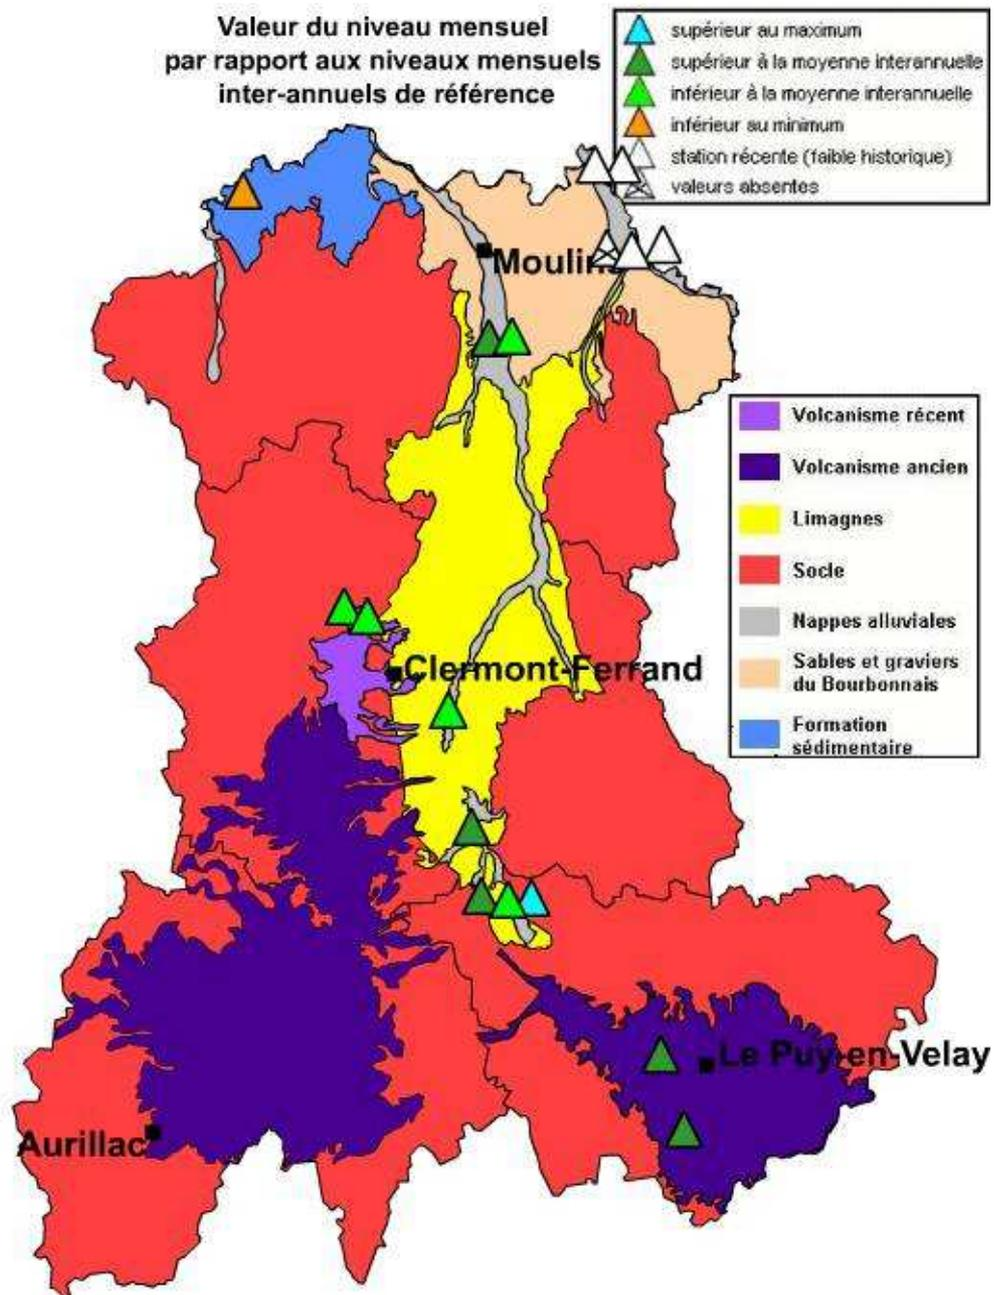 Valeur du niveau mensuel
par rapport aux niveaux mensuels
inter-annuels de référence
supérieur au maximum
supérieur à la moyenne interannuelle
inférieur à la moyenne interannuelle
inférieur au minimum
station récente (faible historique)
valeurs absentes
Moulins
Volcanisme récent
Volcanisme ancien
Limagnes
Socle
Nappes alluviales
Sables et graviers
du Bourbonnais
Formation
sédimentaire
Clermont-Ferrand
Le Puy-en-Velay
Aurillac